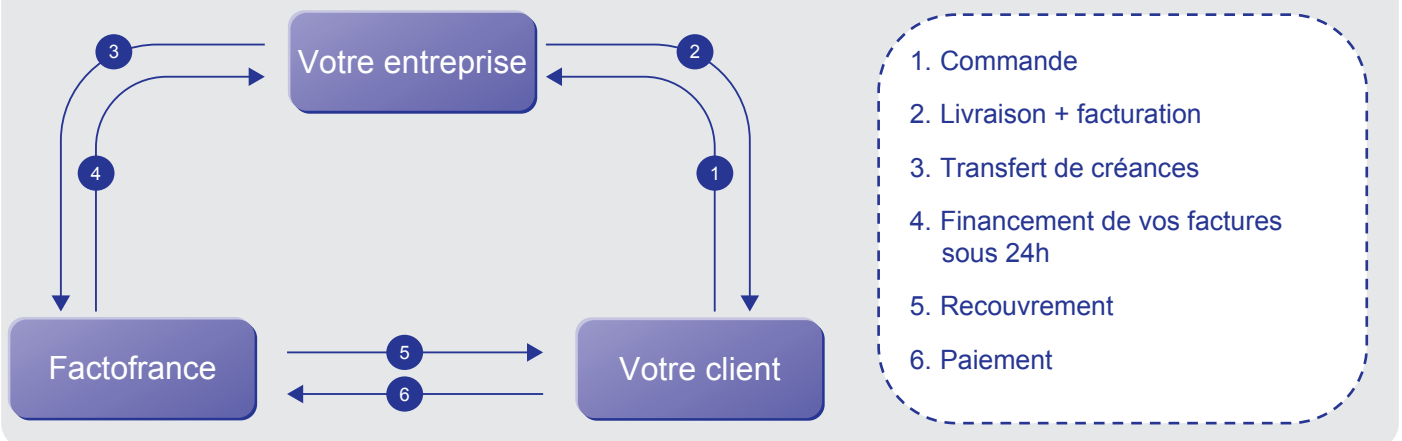 3
Votre entreprise
2
1. Commande
2. Livraison + facturation
3. Transfert de créances
4. Financement de vos factures
sous 24h
5. Recouvrement
6. Paiement
4
1
Factofrance
5
6
Votre client